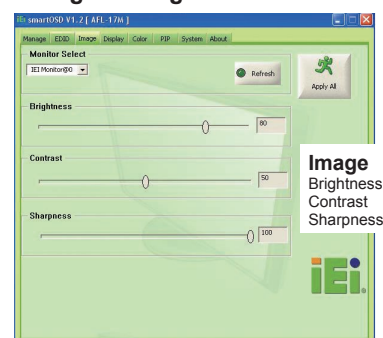 iEi smartOSD V1.2 [ AFL-17M ]
Manage EDID Image Display Color PIP System About
Monitor Select
IEI Monitor@0
Refresh
Apply All
Brightness
80
Contrast
50
Sharpness
100
Image
Brightness
Contrast
Sharpness
iEi